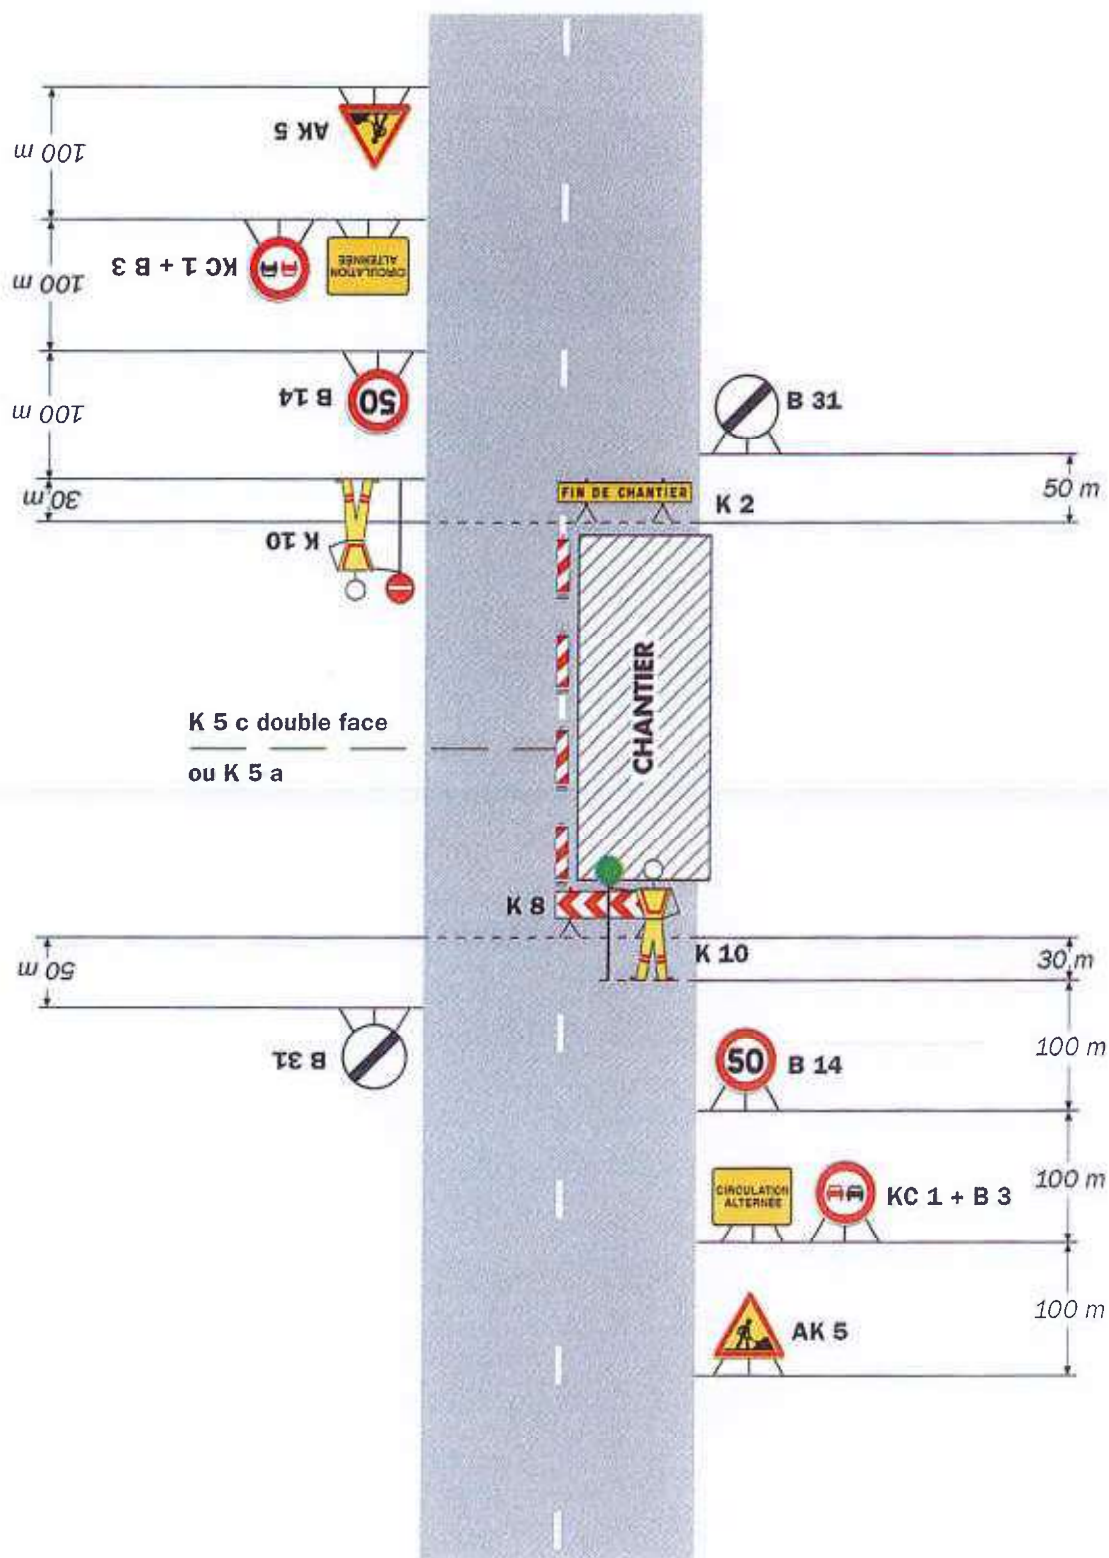 100 m
AK 5
100 m
KC 1 + B 3
CIRCULATION
ALTERNÉE
100 m
B 14
50
B 31
30 m
50 m
FIN DE CHANTIER
K 2
K 10
CHANTIER
K 5 c double face
ou K 5 a
K 8
K 10
30 m
50 m
B 31
50
B 14
100 m
CIRCULATION
ALTERNÉE
KC 1 + B 3
100 m
AK 5
100 m